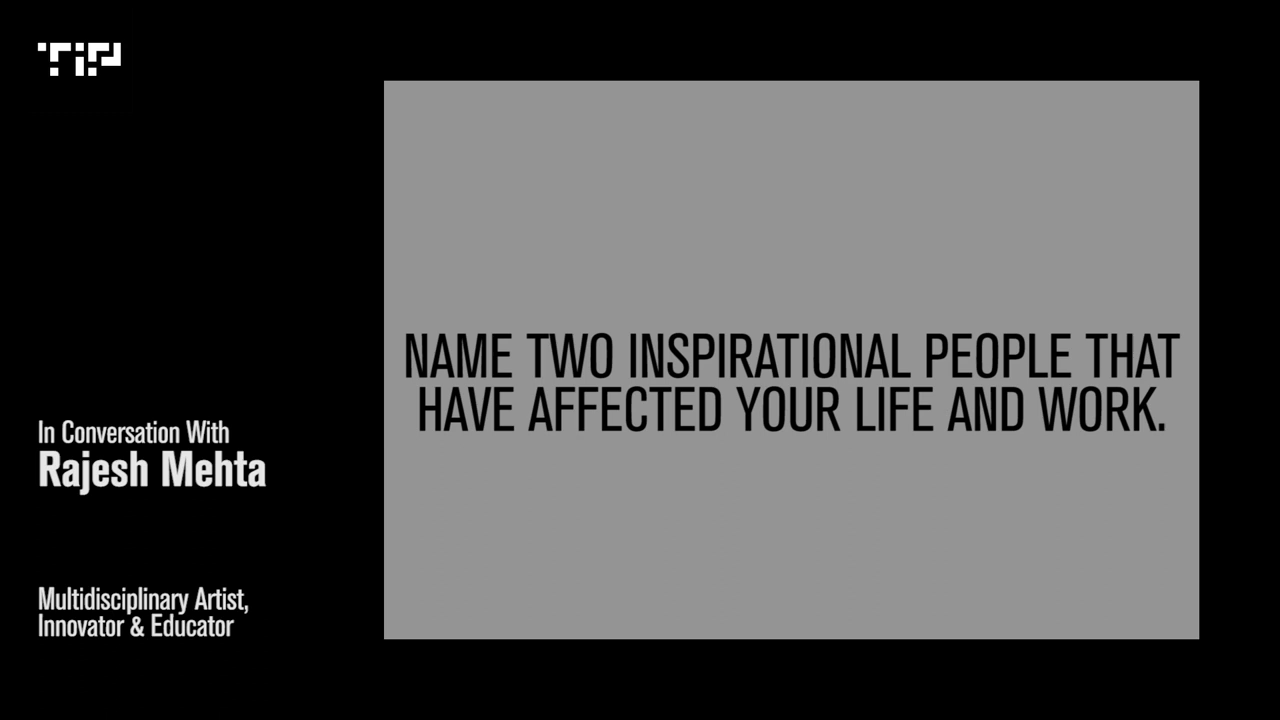 TiP
In Conversation With
Rajesh Mehta
Multidisciplinary Artist,
Innovator & Educator
NAME TWO INSPIRATIONAL PEOPLE THAT
HAVE AFFECTED YOUR LIFE AND WORK.